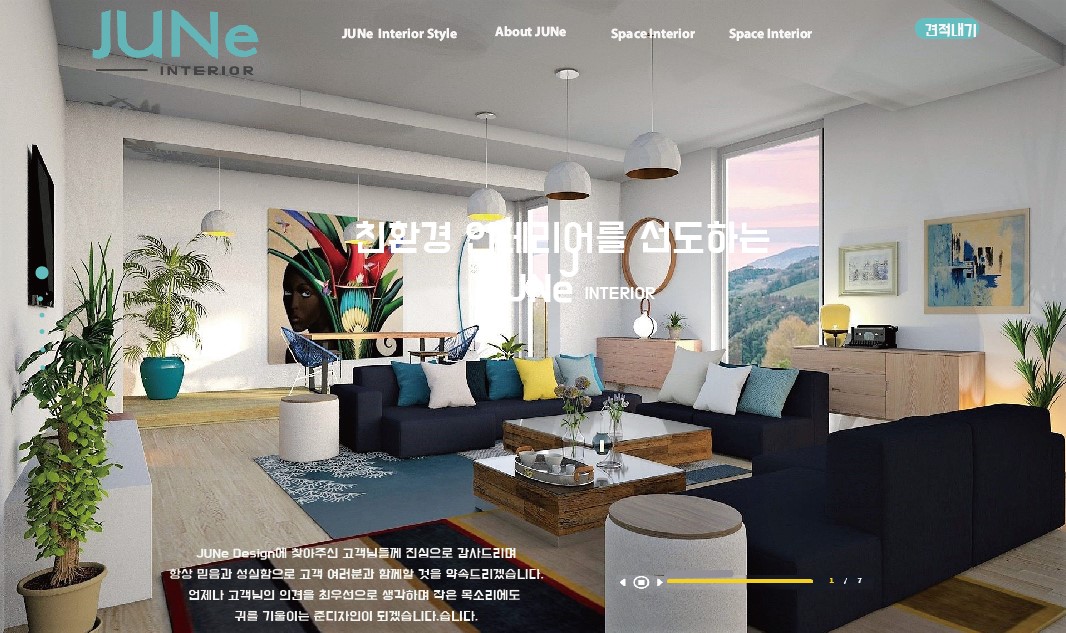 JUNe
INTERIOR
JUNe Interior Style
About JUNe
Space Interior
Space Interior
견적내기
친환경 인테리어를 선도하는
JUNe INTERIOR
JUNe Design에 찾아주신 고객님들께 진심으로 감사드리며
항상 믿음과 성실함으로 고객 여러분과 함께할 것을 약속드리겠습니다.
언제나 고객님의 의견을 최우선으로 생각하며 작은 목소리에도
귀를 기울이는 준디자인이 되겠습니다.습니다.
1 / 7